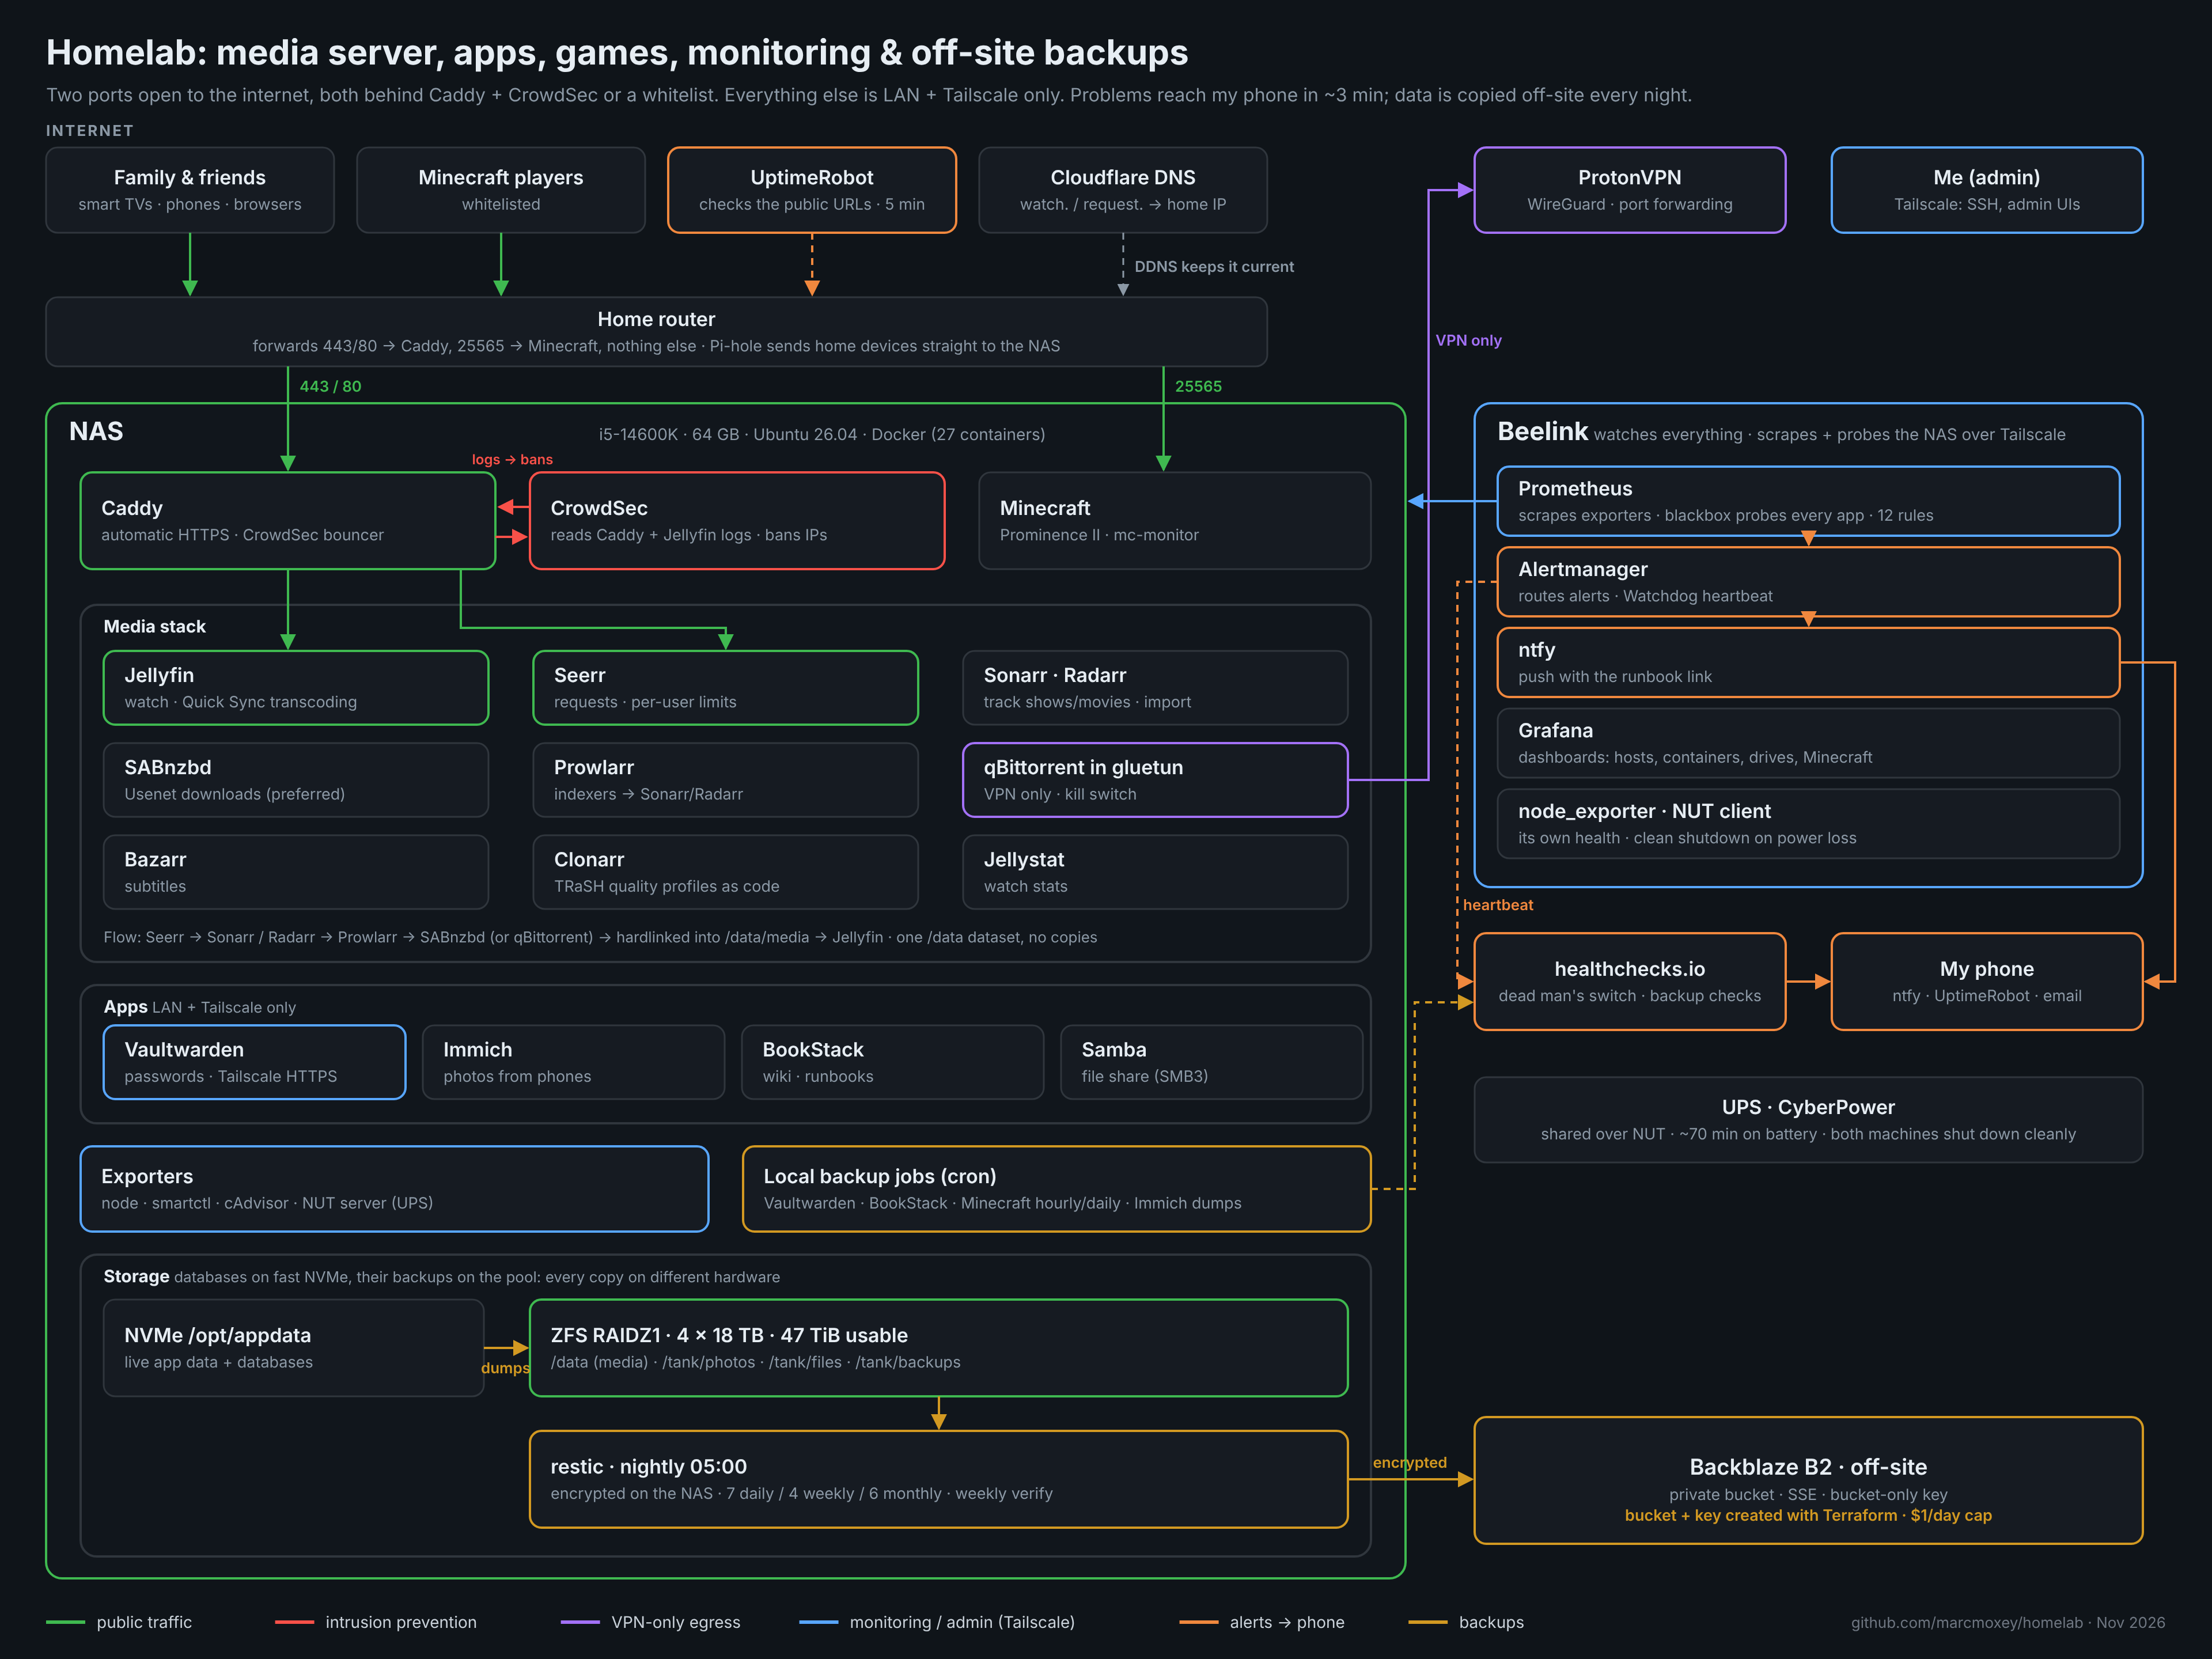 Homelab: media server, apps, games, monitoring & off-site backups
Two ports open to the internet, both behind Caddy + CrowdSec or a whitelist. Everything else is LAN + Tailscale only. Problems reach my phone in ~3 min; data is copied off-site every night.
INTERNET
Family & friends
smart TVs · phones · browsers
Minecraft players
whitelisted
UptimeRobot
checks the public URLs · 5 min
Cloudflare DNS
watch. / request. → home IP
ProtonVPN
WireGuard · port forwarding
Me (admin)
Tailscale: SSH, admin UIs
DDNS keeps it current
Home router
forwards 443/80 → Caddy, 25565 → Minecraft, nothing else · Pi-hole sends home devices straight to the NAS
VPN only
443 / 80
25565
NAS
i5-14600K · 64 GB · Ubuntu 26.04 · Docker (27 containers)
logs → bans
Caddy
automatic HTTPS · CrowdSec bouncer
CrowdSec
reads Caddy + Jellyfin logs · bans IPs
Minecraft
Prominence II · mc-monitor
Media stack
Jellyfin
watch · Quick Sync transcoding
Seerr
requests · per-user limits
Sonarr · Radarr
track shows/movies · import
SABnzbd
Usenet downloads (preferred)
Prowlarr
indexers → Sonarr/Radarr
qBittorrent in gluetun
VPN only · kill switch
Bazarr
subtitles
Clonarr
TRaSH quality profiles as code
Jellystat
watch stats
Flow: Seerr → Sonarr / Radarr → Prowlarr → SABnzbd (or qBittorrent) → hardlinked into /data/media → Jellyfin · one /data dataset, no copies
Apps LAN + Tailscale only
Vaultwarden
passwords · Tailscale HTTPS
Immich
photos from phones
BookStack
wiki · runbooks
Samba
file share (SMB3)
Exporters
node · smartctl · cAdvisor · NUT server (UPS)
Local backup jobs (cron)
Vaultwarden · BookStack · Minecraft hourly/daily · Immich dumps
Storage databases on fast NVMe, their backups on the pool: every copy on different hardware
NVMe /opt/appdata
live app data + databases
dumps
ZFS RAIDZ1 · 4 × 18 TB · 47 TiB usable
/data (media) · /tank/photos · /tank/files · /tank/backups
restic · nightly 05:00
encrypted on the NAS · 7 daily / 4 weekly / 6 monthly · weekly verify
encrypted
Beelink watches everything · scrapes + probes the NAS over Tailscale
Prometheus
scrapes exporters · blackbox probes every app · 12 rules
Alertmanager
routes alerts · Watchdog heartbeat
ntfy
push with the runbook link
Grafana
dashboards: hosts, containers, drives, Minecraft
node_exporter · NUT client
its own health · clean shutdown on power loss
heartbeat
healthchecks.io
dead man's switch · backup checks
My phone
ntfy · UptimeRobot · email
UPS · CyberPower
shared over NUT · ~70 min on battery · both machines shut down cleanly
Backblaze B2 · off-site
private bucket · SSE · bucket-only key
bucket + key created with Terraform · $1/day cap
public traffic
intrusion prevention
VPN-only egress
monitoring / admin (Tailscale)
alerts → phone
backups
github.com/marcmoxey/homelab · Nov 2026